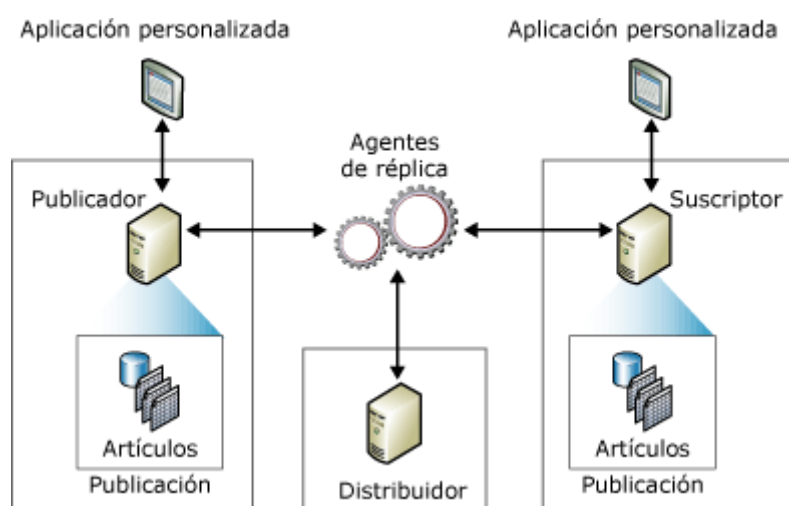 Aplicación personalizada
Aplicación personalizada
Agentes
de réplica
Publicador
Suscriptor
Artículos
Publicación
Distribuidor
Artículos
Publicación